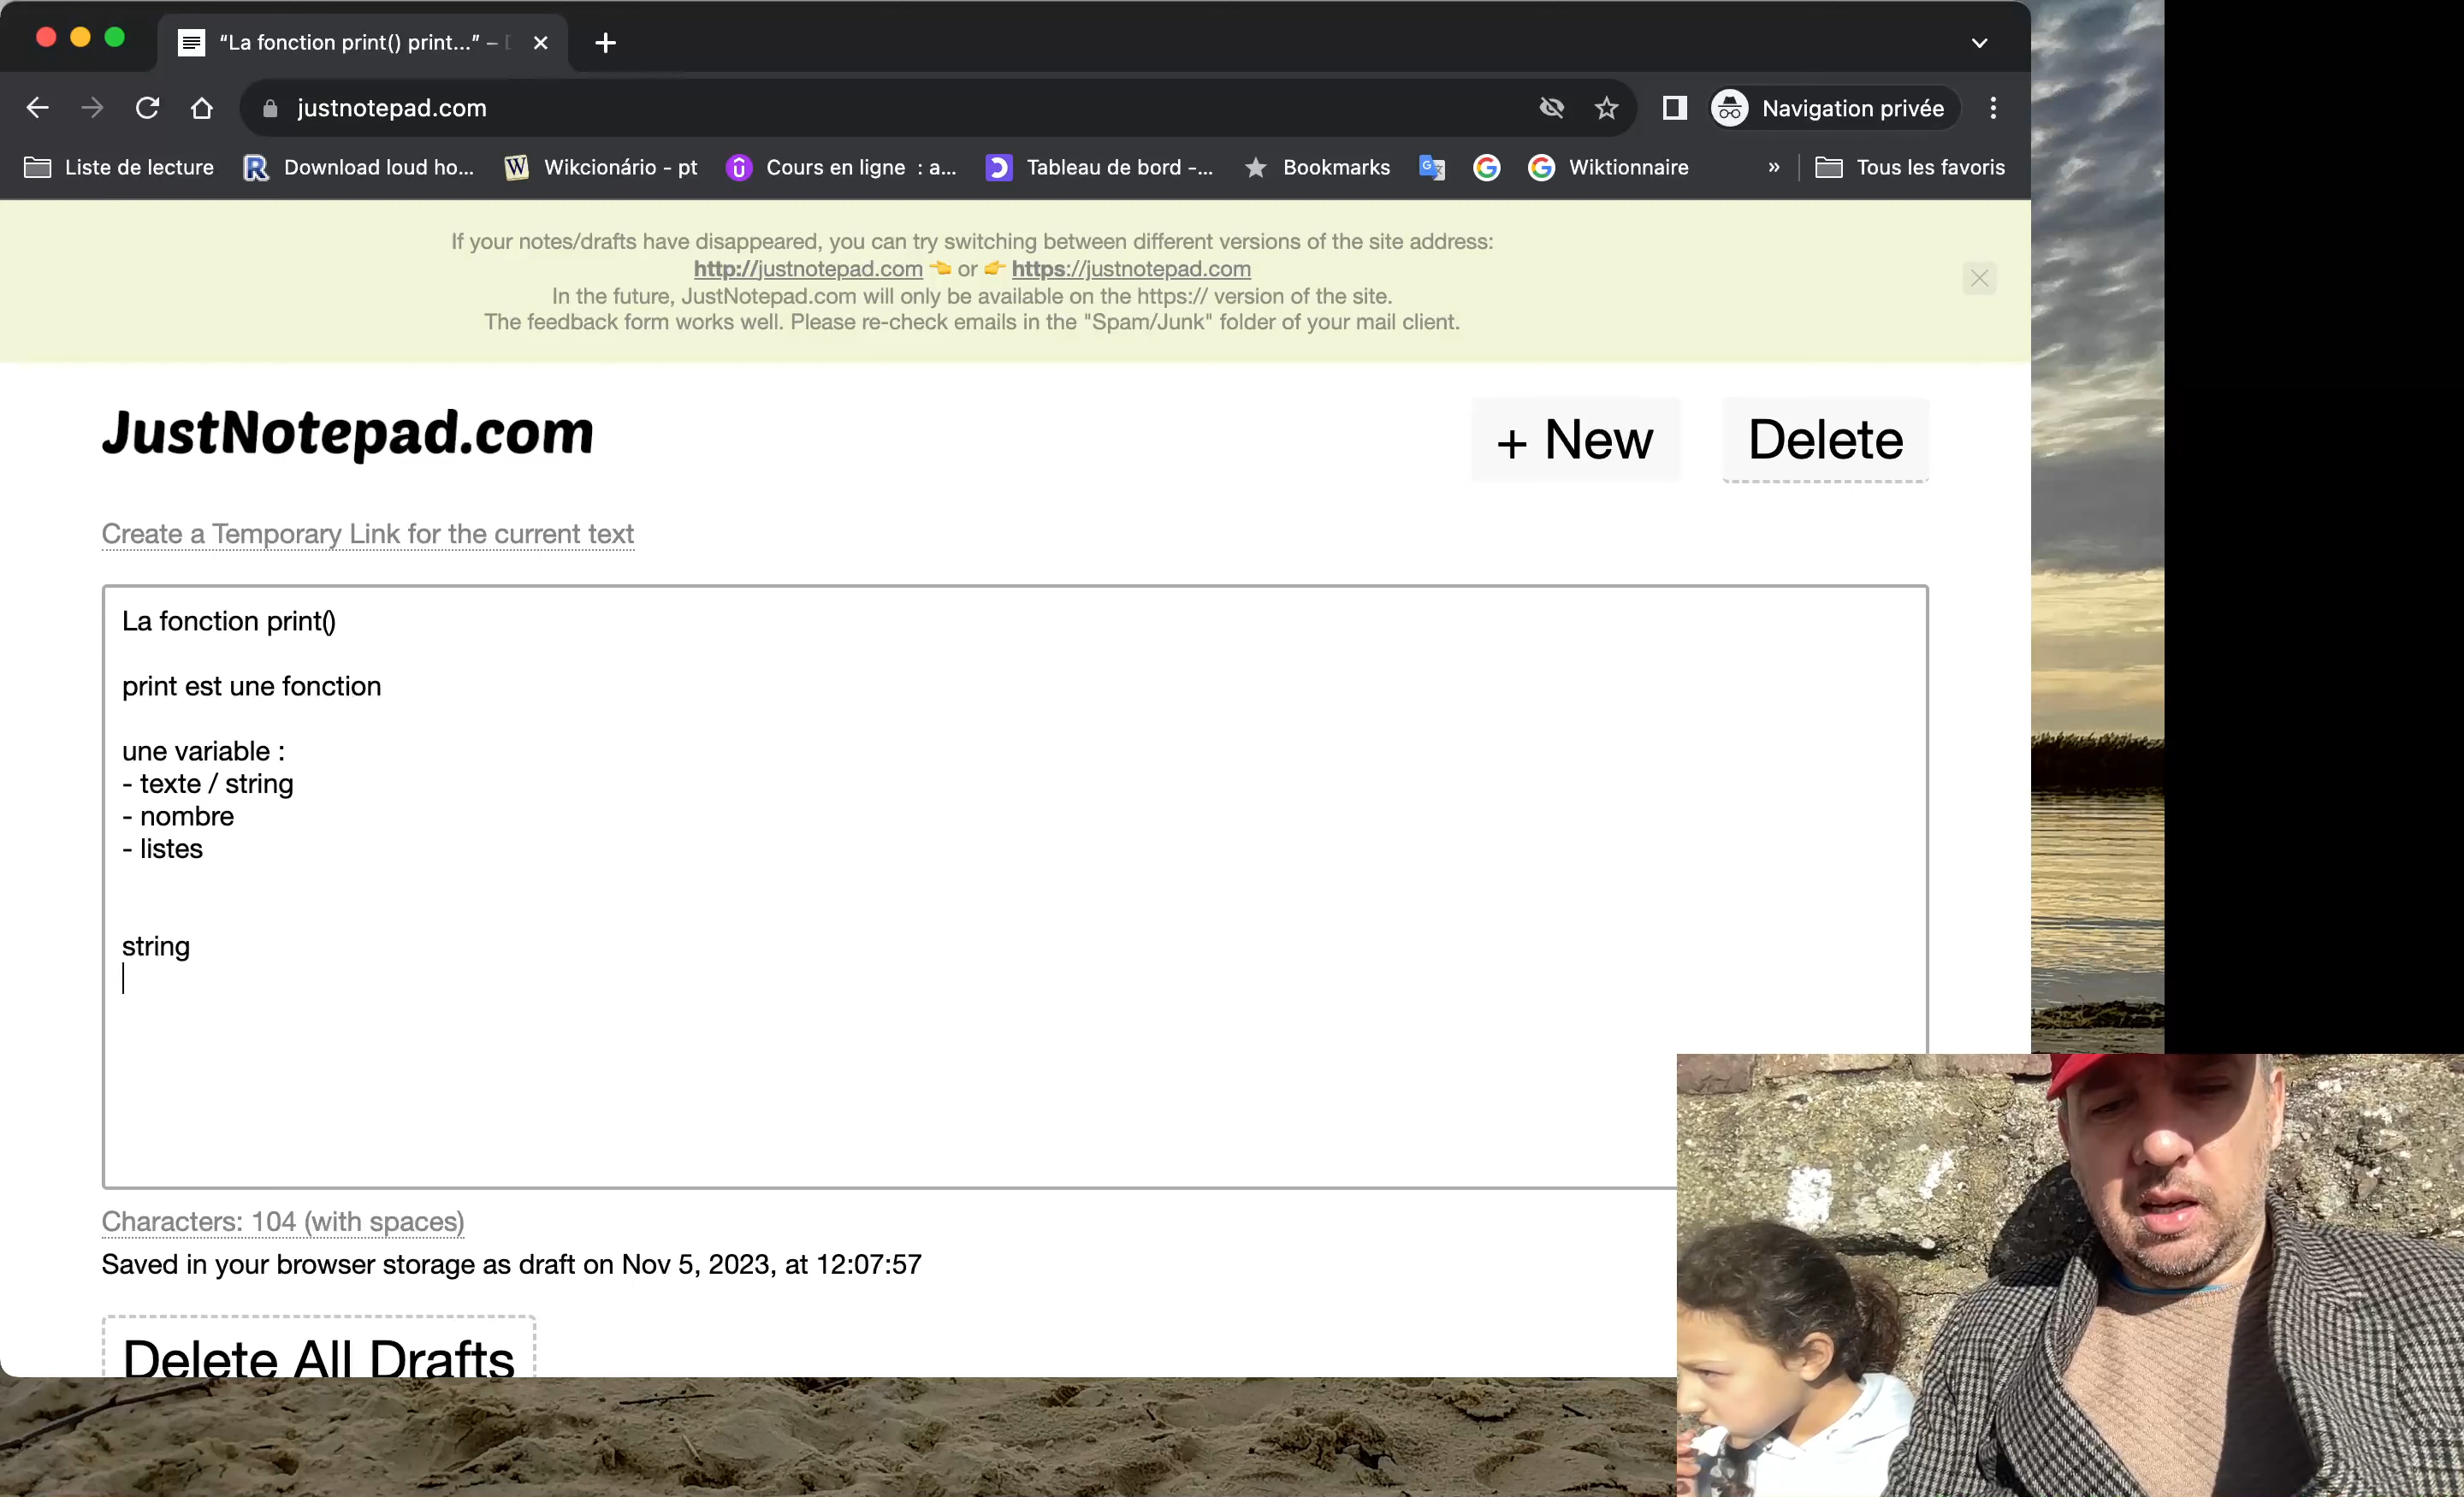 “La fonction print() print...” –
justnotepad.com
Navigation privée
Liste de lecture
Download loud ho...
Wikcionário - pt
Cours en ligne : a...
Tableau de bord -...
Bookmarks
Wiktionnaire
»
Tous les favoris
If your notes/drafts have disappeared, you can try switching between different versions of the site address:
http://justnotepad.com 👈 or 👉 https://justnotepad.com
In the future, JustNotepad.com will only be available on the https:// version of the site.
The feedback form works well. Please re-check emails in the "Spam/Junk" folder of your mail client.
JustNotepad.com
+ New
Delete
Create a Temporary Link for the current text
La fonction print()
print est une fonction
une variable :
- texte / string
- nombre
- listes
string
Characters: 104 (with spaces)
Saved in your browser storage as draft on Nov 5, 2023, at 12:07:57
Delete All Drafts